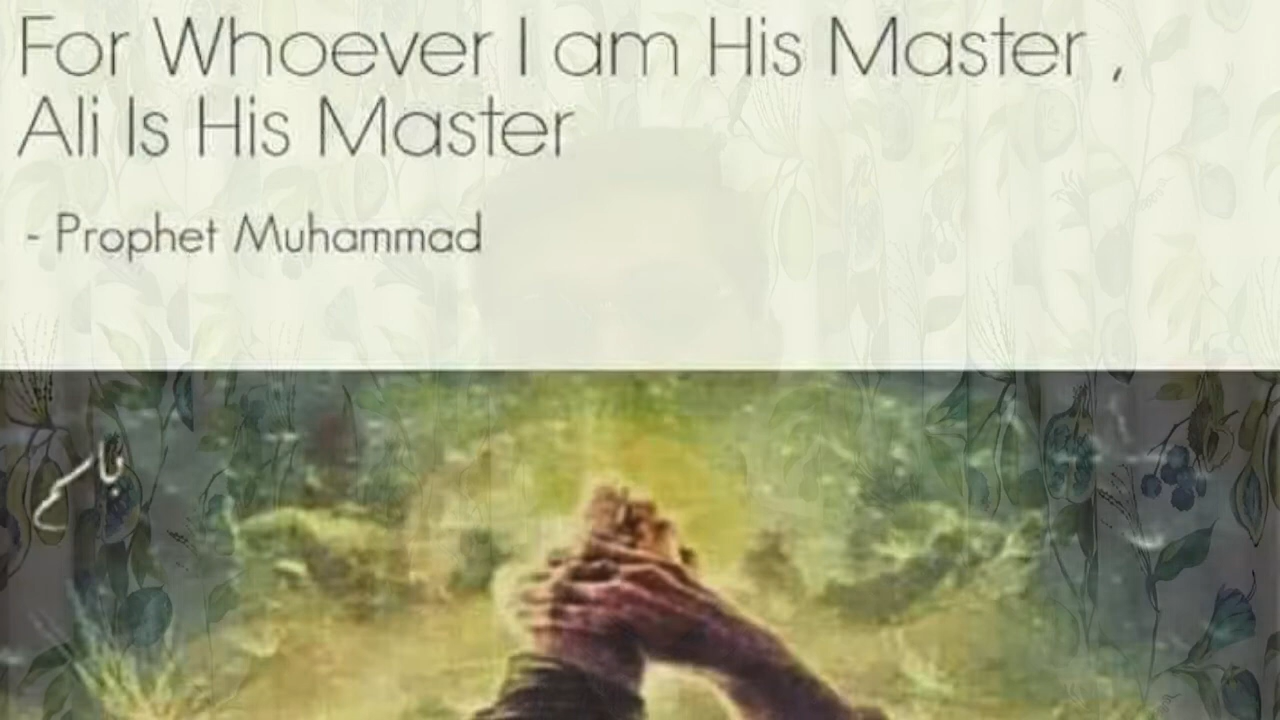 For Whoever I am His Master ,
Ali Is His Master
- Prophet Muhammad